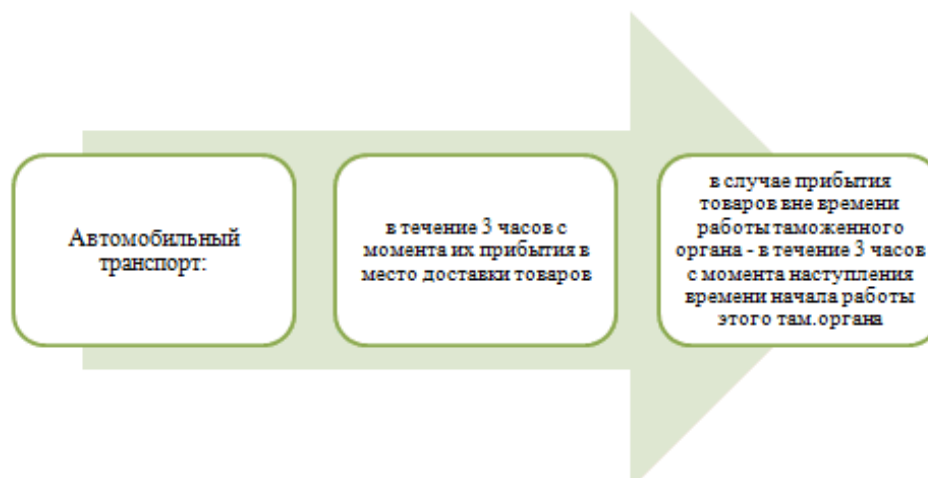 Автомобильный
транспорт:
в течение 3 часов с
момента их прибытия в
место доставки товаров
в случае прибытия
товаров вне времени
работы таможенного
органа - в течение 3 часов
с момента наступления
времени начала работы
этого там.органа